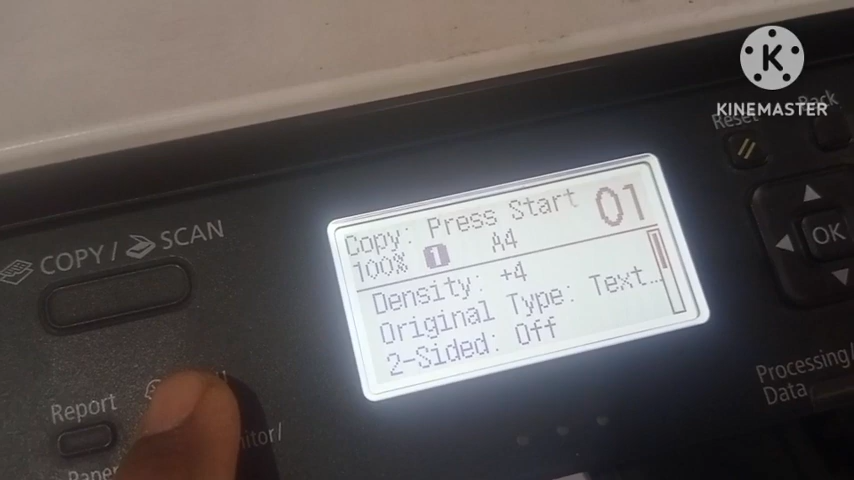 K
KINEMASTER
Reset
Back
COPY / SCAN
Copy: Press Start 01
100% 1 A4
Density: +4
Original Type: Text...
2-Sided: Off
OK
Report
Processing/
Data